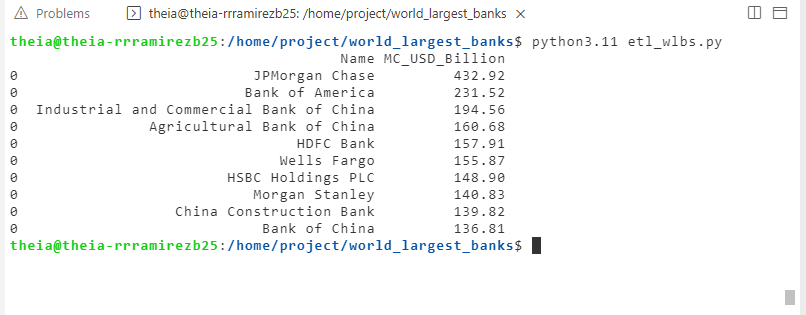 Problems theia@theia-rrramirezb25: /home/project/world_largest_banks
theia@theia-rrramirezb25:/home/project/world_largest_banks$ python3.11 etl_wlbs.py
Name MC_USD_Billion
0 JPMorgan Chase 432.92
0 Bank of America 231.52
0 Industrial and Commercial Bank of China 194.56
0 Agricultural Bank of China 160.68
0 HDFC Bank 157.91
0 Wells Fargo 155.87
0 HSBC Holdings PLC 148.90
0 Morgan Stanley 140.83
0 China Construction Bank 139.82
0 Bank of China 136.81
theia@theia-rrramirezb25:/home/project/world_largest_banks$